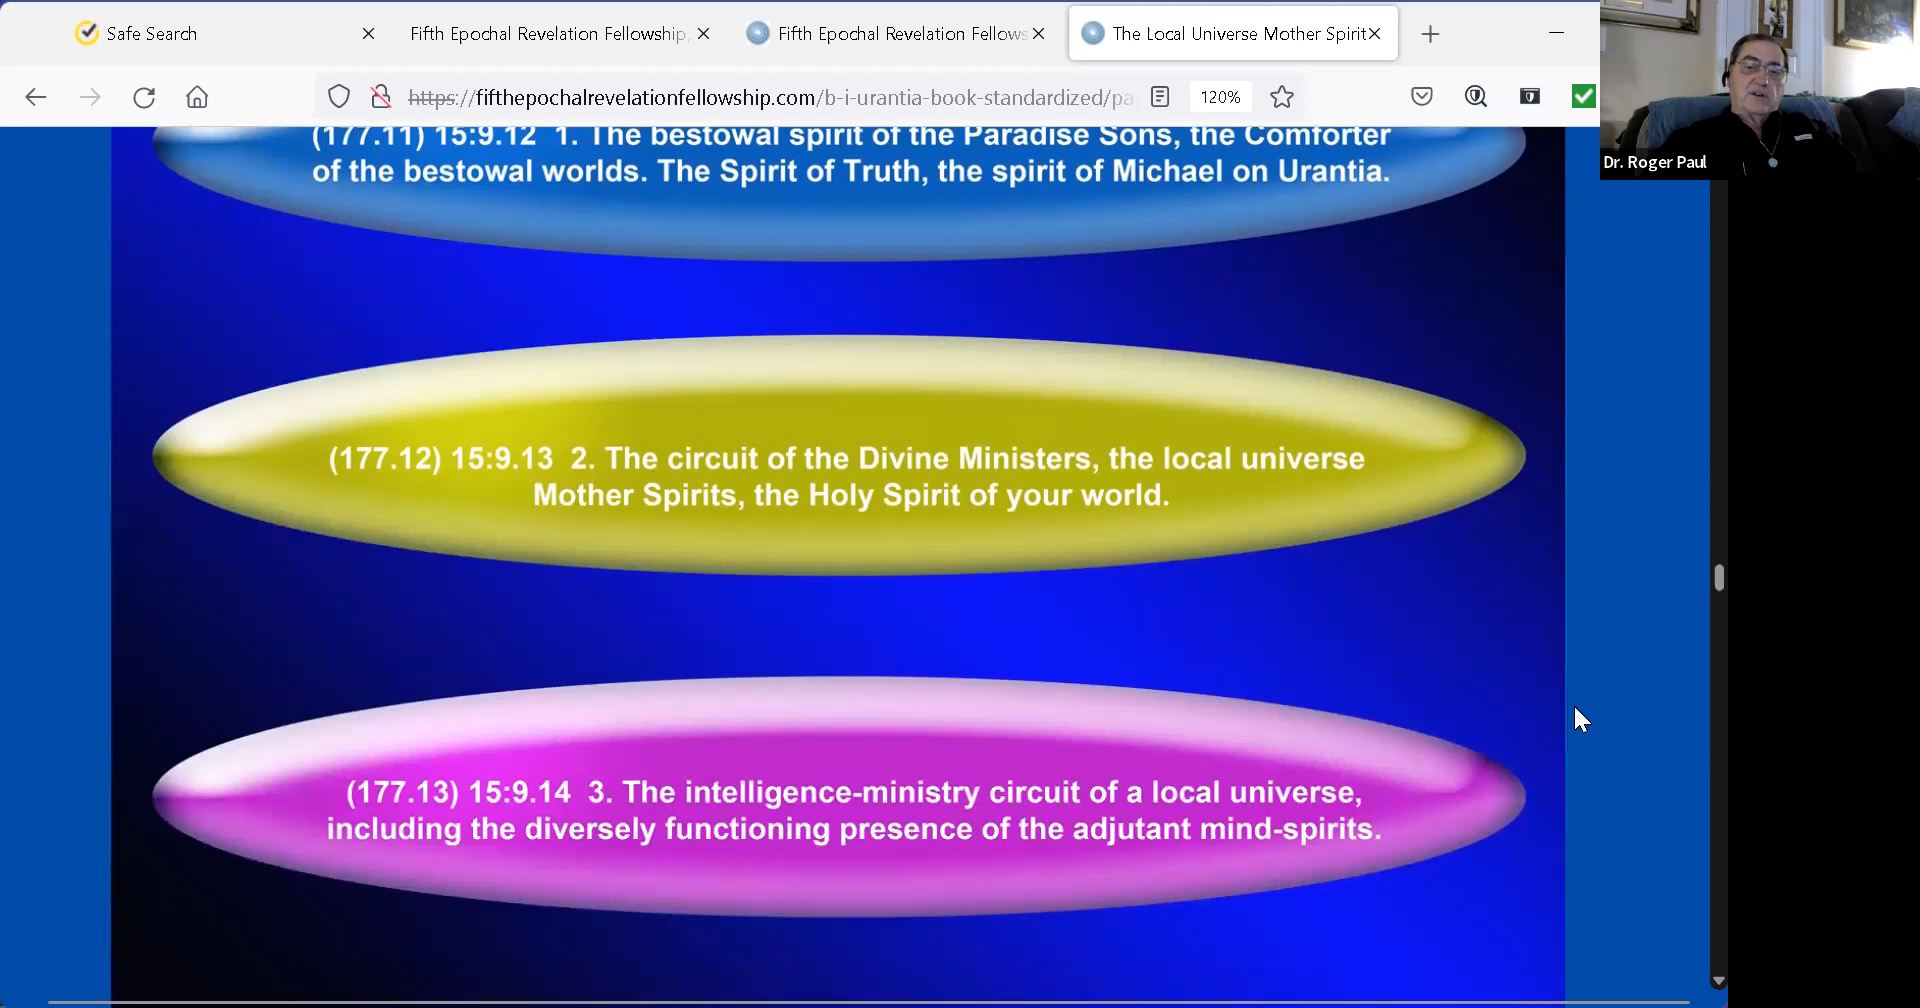 Safe Search
Fifth Epochal Revelation Fellowship,
Fifth Epochal Revelation Fellows
The Local Universe Mother Spirit
https://fifthepochalrevelationfellowship.com/b-i-urantia-book-standardized/pa
120%
Dr. Roger Paul
(177.11) 15:9.12 1. The bestowal spirit of the Paradise Sons, the Comforter
of the bestowal worlds. The Spirit of Truth, the spirit of Michael on Urantia.
(177.12) 15:9.13 2. The circuit of the Divine Ministers, the local universe
Mother Spirits, the Holy Spirit of your world.
(177.13) 15:9.14 3. The intelligence-ministry circuit of a local universe,
including the diversely functioning presence of the adjutant mind-spirits.